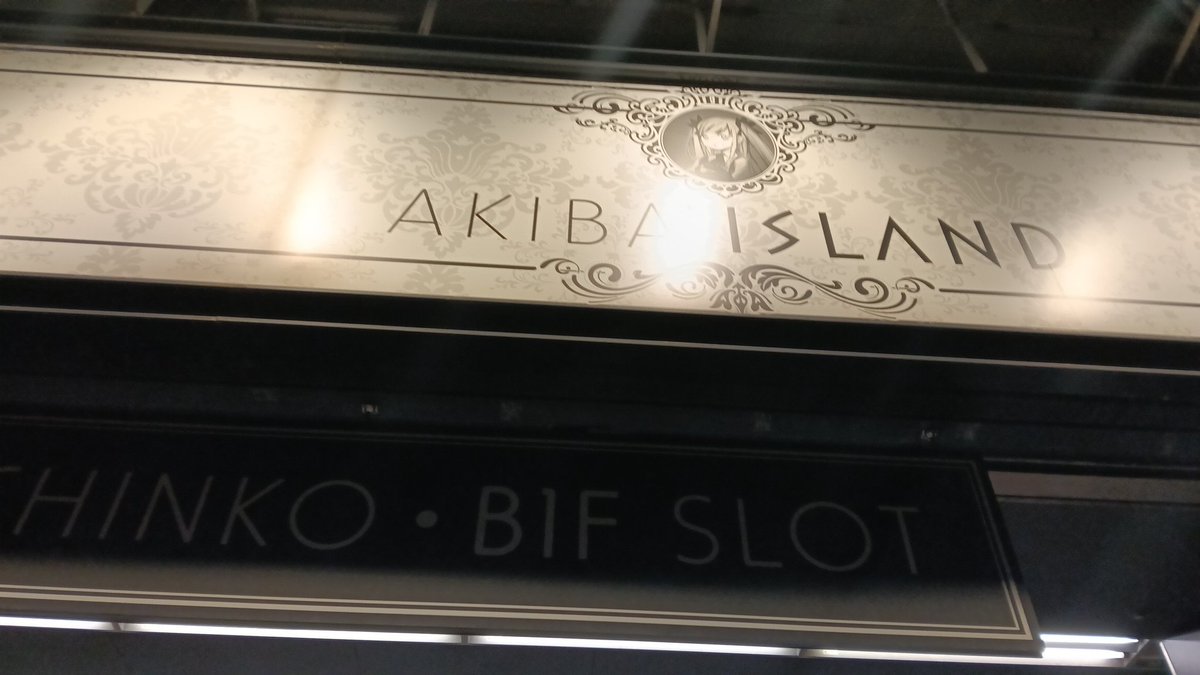 AKIBA ISLAND
HINKO・B1F SLOT